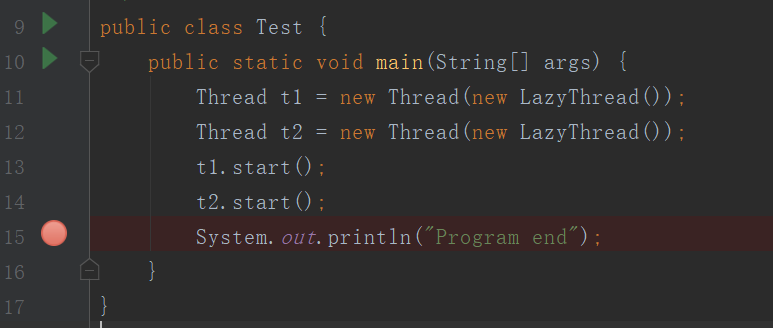 9 public class Test {
10 public static void main(String[] args) {
11 Thread t1 = new Thread(new LazyThread());
12 Thread t2 = new Thread(new LazyThread());
13 t1.start();
14 t2.start();
15 System.out.println("Program end");
16 }
17 }